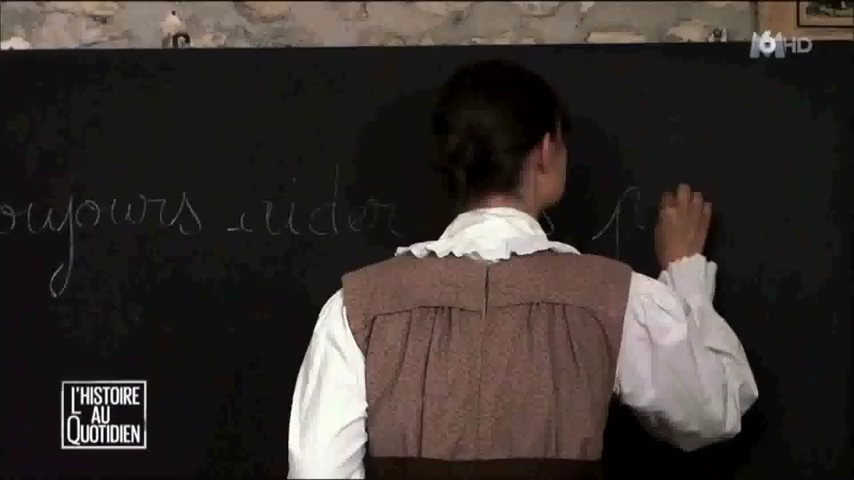 M6HD
oujours aider s p
L'HISTOIRE
AU
QUOTIDIEN